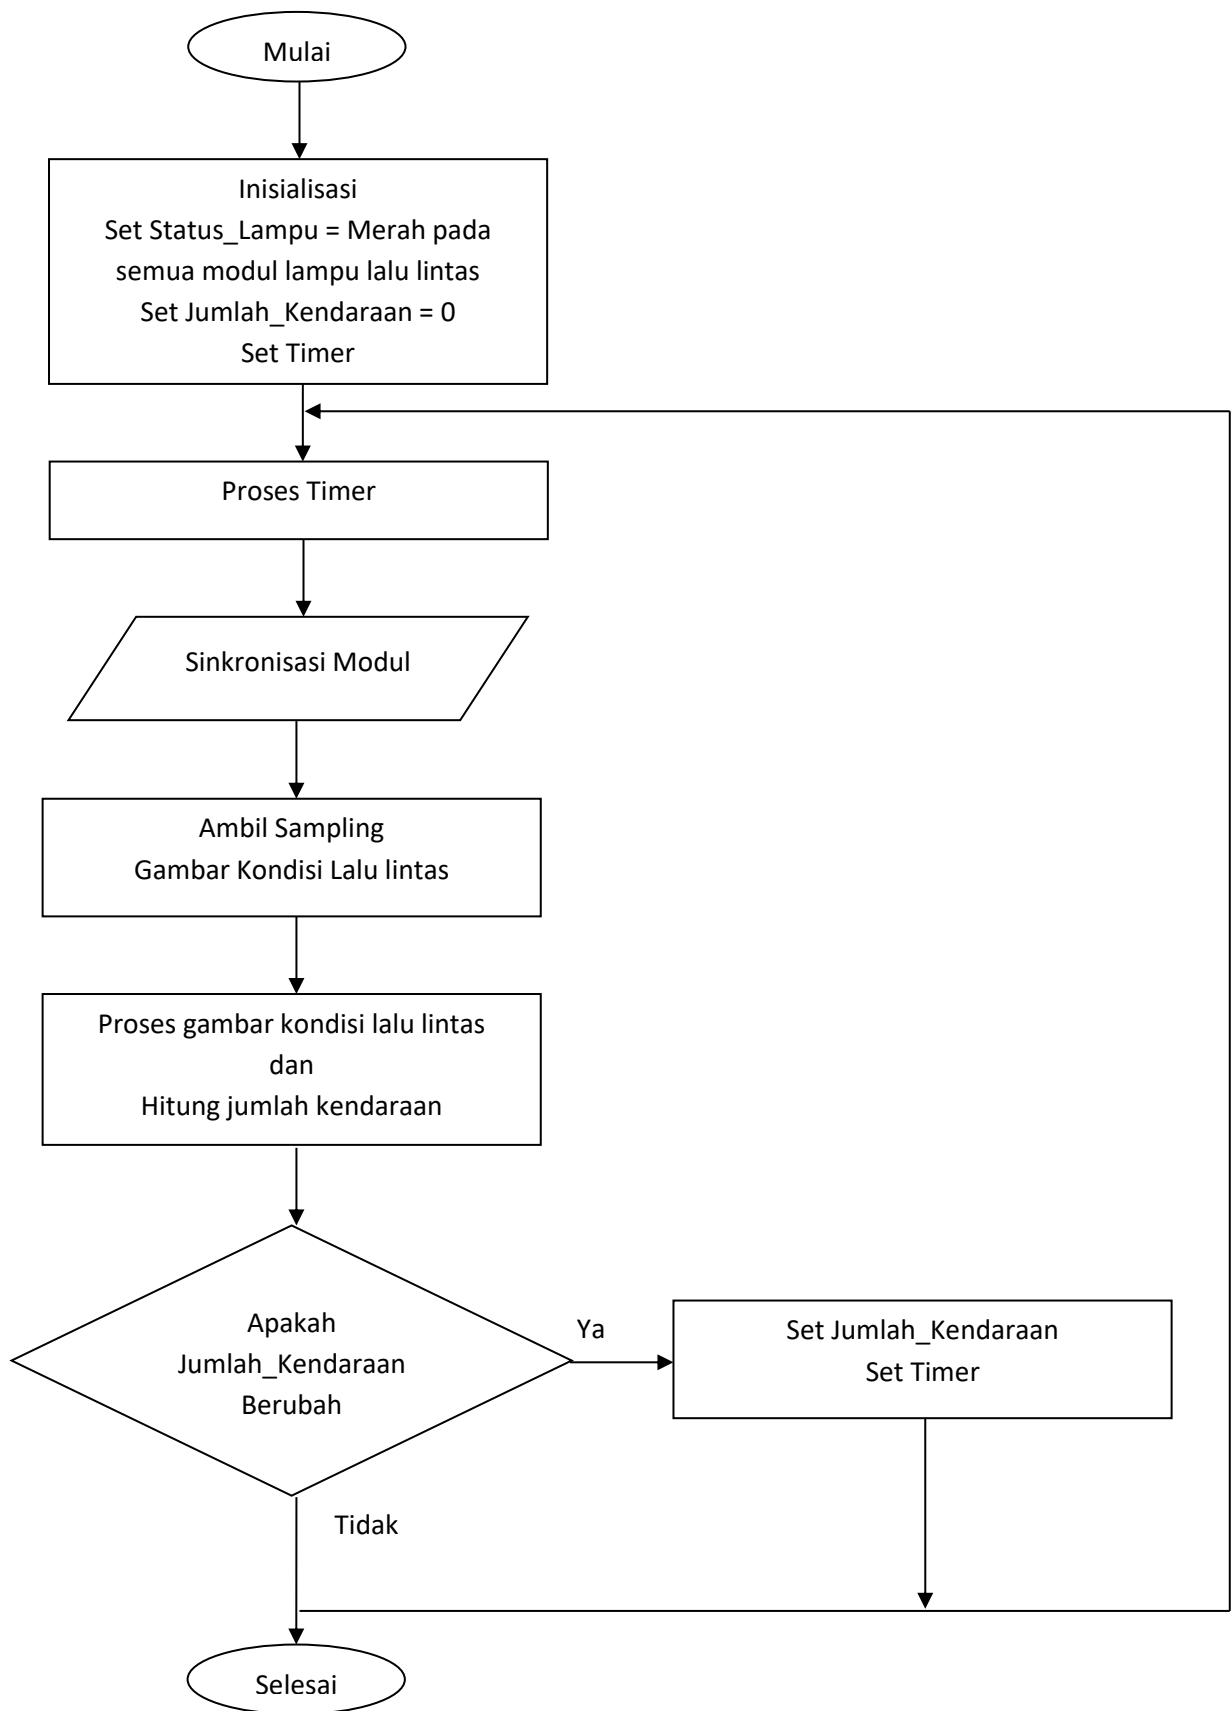 Mulai
Inisialisasi
Set Status_Lampu = Merah pada
semua modul lampu lalu lintas
Set Jumlah_Kendaraan = 0
Set Timer
Proses Timer
Sinkronisasi Modul
Ambil Sampling
Gambar Kondisi Lalu lintas
Proses gambar kondisi lalu lintas
dan
Hitung jumlah kendaraan
Apakah
Jumlah_Kendaraan
Berubah
Ya
Set Jumlah_Kendaraan
Set Timer
Tidak
Selesai